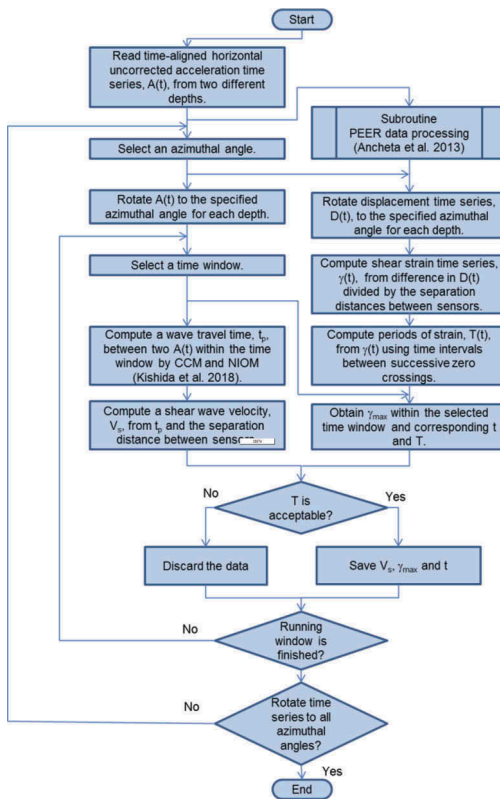 Start
Read time-aligned horizontal
uncorrected acceleration time
series, A(t), from two different
depths.
Subroutine
PEER data processing
(Ancheta et al. 2013)
Select an azimuthal angle.
Rotate A(t) to the specified
azimuthal angle for each depth.
Rotate displacement time series,
D(t), to the specified azimuthal
angle for each depth.
Select a time window.
Compute shear strain time series,
γ(t), from difference in D(t)
divided by the separation
distances between sensors.
Compute a wave travel time, tp,
between two A(t) within the time
window by CCM and NIOM
(Kishida et al. 2018)
Compute periods of strain, T(t),
from γ(t) using time intervals
between successive zero
crossings.
Compute a shear wave velocity,
Vs, from tp and the separation
distance between
Obtain γmax within the selected
time window and corresponding t
and T.
T is
acceptable?
No
Yes
Discard the data
Save Vs, γmax and t
Running
window is
finished?
No
Rotate time
series to all
azimuthal
angles?
No
Yes
End